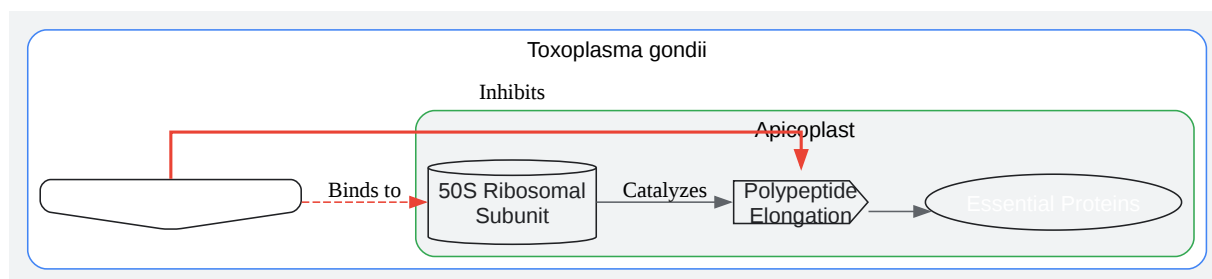 Toxoplasma gondii
Inhibits
Apicoplast
Binds to
50S Ribosomal
Subunit
Catalyzes
Polypeptide
Elongation
Essential Proteins